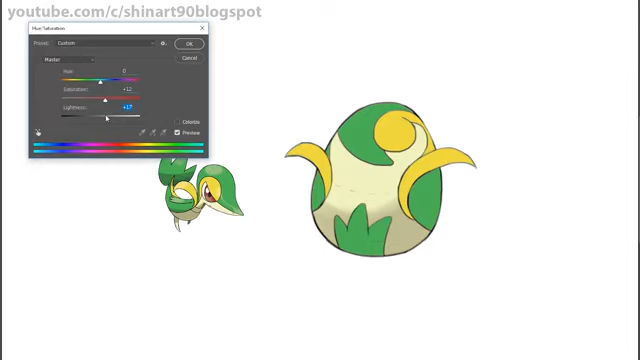 youtube.com/c/shinart90blogspot
Hue/Saturation
Preset: Custom
OK
Cancel
Master
Hue: 0
Saturation: +12
Lightness: +17
Colorize
Preview